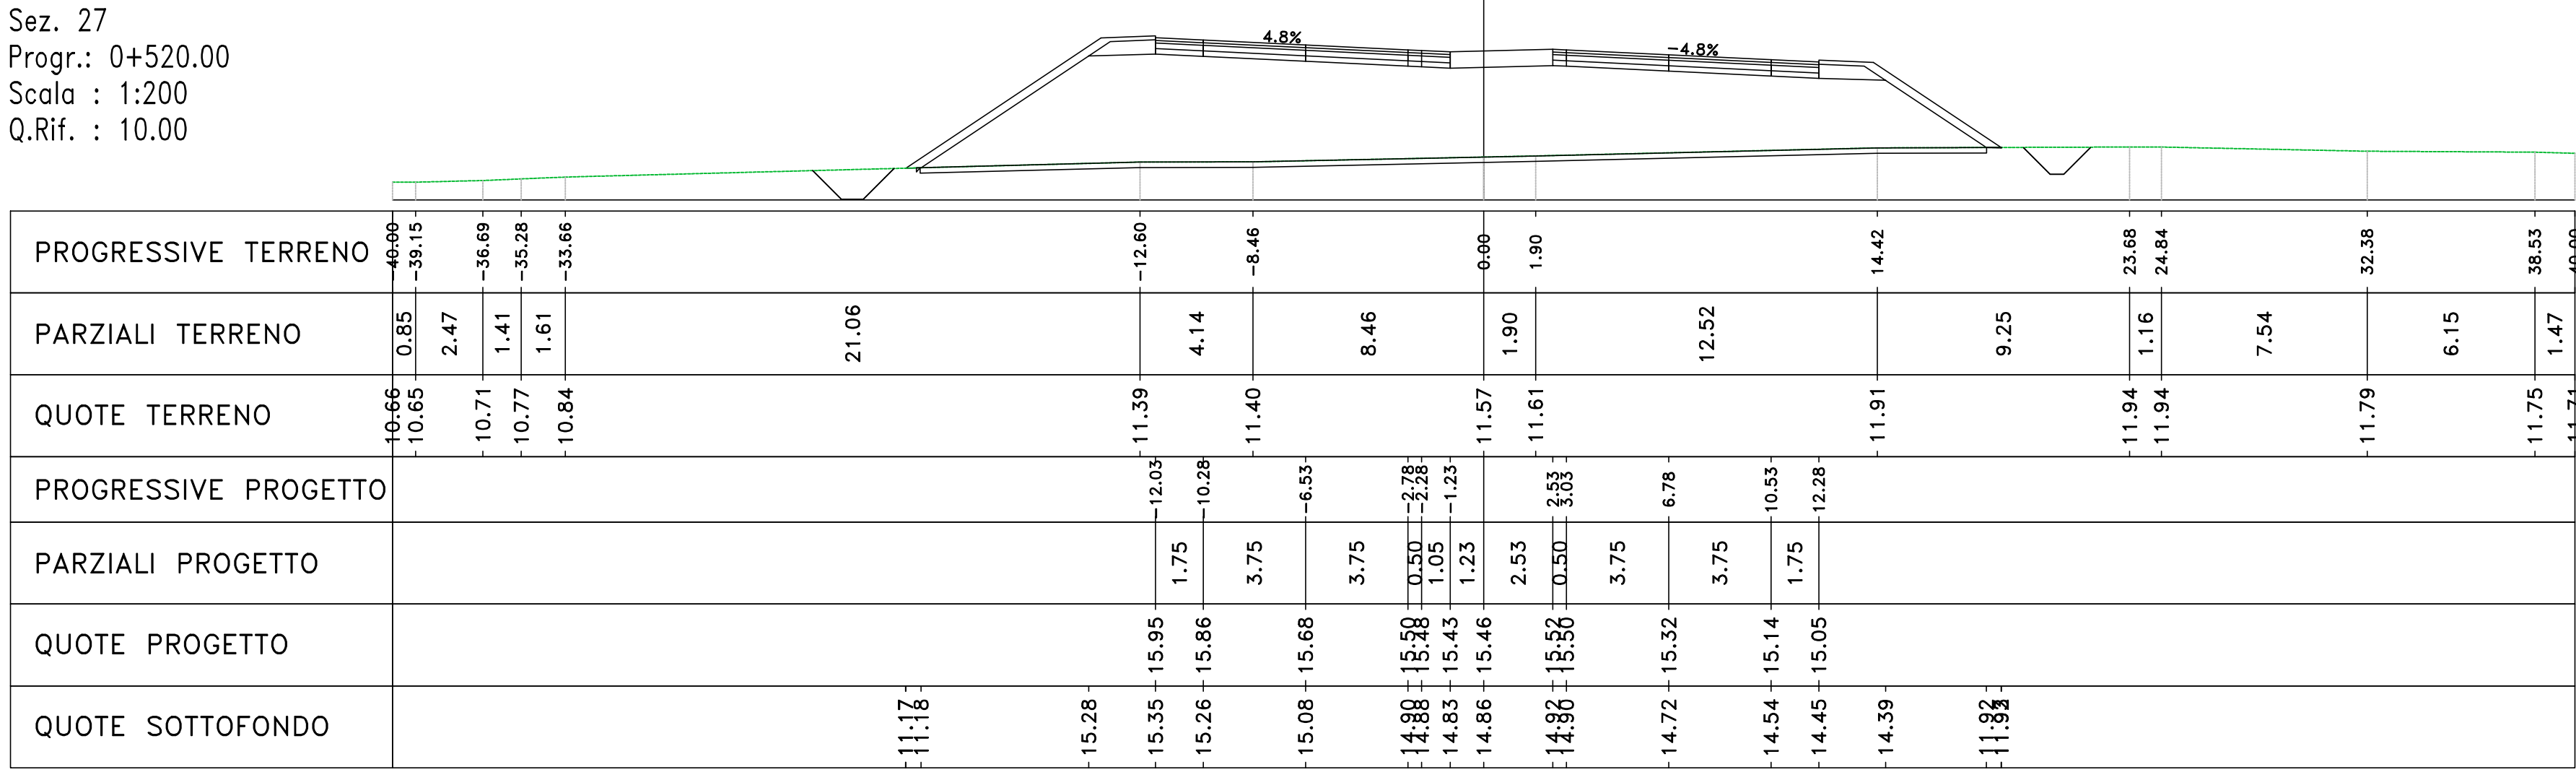 Sez. 27
Progr.: 0+520.00
Scala : 1:200
Q.Rif. : 10.00
4.8%
-4.8%
PROGRESSIVE TERRENO -40.00 -39.15 -36.69 -35.28 -33.66 -12.60 -8.46 0.00 1.90 14.42 23.68 24.84 32.38 38.53 40.00
PARZIALI TERRENO 0.85 2.47 1.41 1.61 21.06 4.14 8.46 1.90 12.52 9.25 1.16 7.54 6.15 1.47
QUOTE TERRENO 10.66 10.65 10.71 10.77 10.84 11.39 11.40 11.57 11.61 11.91 11.94 11.94 11.79 11.75 11.71
PROGRESSIVE PROGETTO -12.03 -10.28 -6.53 -2.78 -2.28 -1.23 2.53 3.03 6.78 10.53 12.28
PARZIALI PROGETTO 1.75 3.75 3.75 0.50 1.05 1.23 2.53 0.50 3.75 3.75 1.75
QUOTE PROGETTO 15.95 15.86 15.68 15.50 15.48 15.43 15.46 15.52 15.50 15.32 15.14 15.05
QUOTE SOTTOFONDO 11.17 11.18 15.28 15.35 15.26 15.08 14.90 14.88 14.83 14.86 14.92 14.90 14.72 14.54 14.45 14.39 11.92